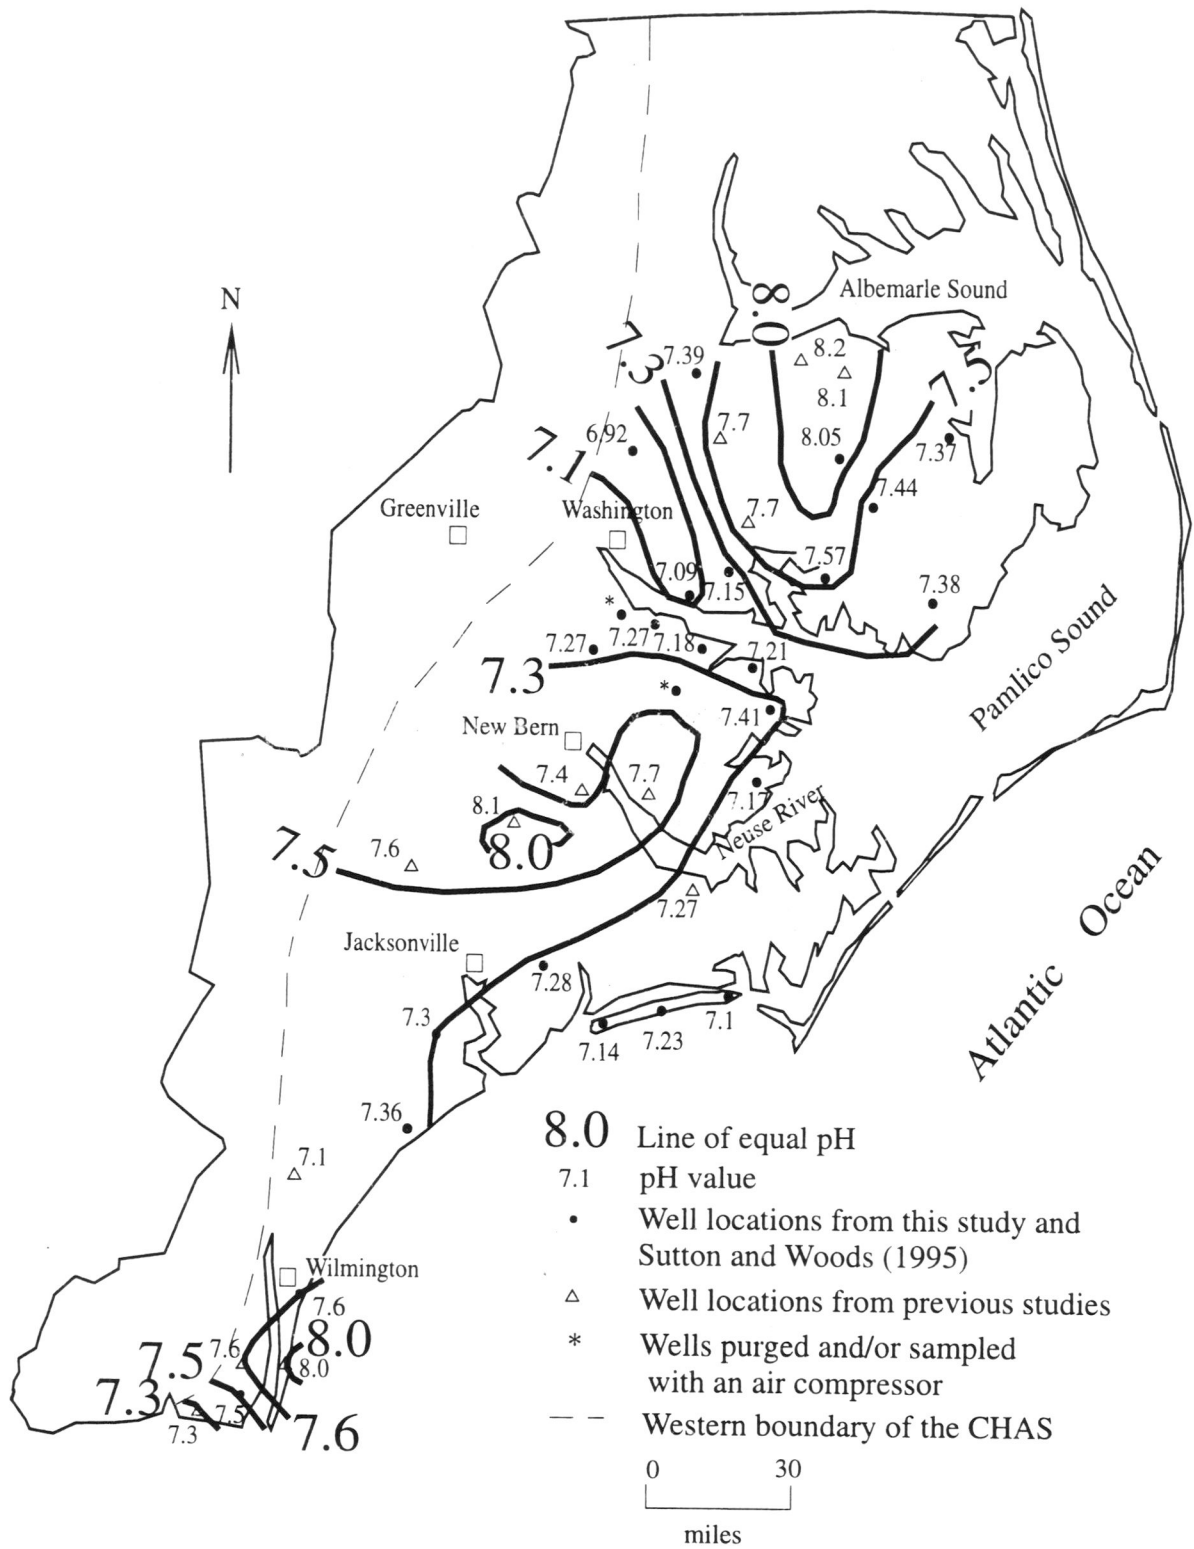 N
Albemarle Sound
8.0
7.3
7.39
8.2
8.1
7.5
7.7
6.92
8.05
7.37
7.1
7.44
Greenville
Washington
7.7
7.57
7.09
7.15
7.38
*
7.27
7.27
7.18
7.21
7.3
*
Pamlico Sound
7.41
New Bern
7.4
7.7
7.17
8.1
Neuse River
8.0
7.5
7.6
7.27
Atlantic Ocean
Jacksonville
7.28
7.3
7.1
7.23
7.14
7.36
7.1
Wilmington
7.6
8.0
7.6
7.5
8.0
7.3
7.5
7.3
7.6
8.0 Line of equal pH
7.1 pH value
• Well locations from this study and
Sutton and Woods (1995)
△ Well locations from previous studies
* Wells purged and/or sampled
with an air compressor
— — Western boundary of the CHAS
0 30
miles